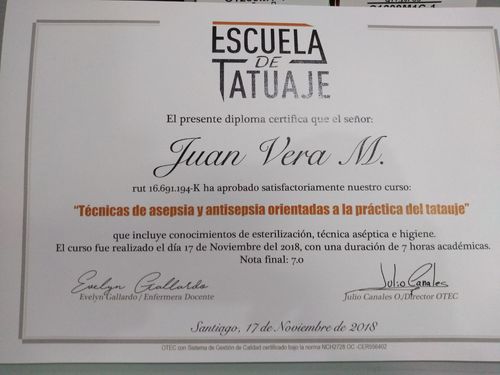 ESCUELA
DE
TATUAJE
El presente diploma certifica que el señor:
Juan Vera M.
rut 16.691.194-K ha aprobado satisfactoriamente nuestro curso:
“Técnicas de asepsia y antisepsia orientadas a la práctica del tatauje”
que incluye conocimientos de esterilización, técnica aséptica e higiene.
El curso fue realizado el día 17 de Noviembre del 2018, con una duración de 7 horas académicas.
Nota final: 7.0
Evelyn Gallardo
Julio Canales
Evelyn Gallardo / Enfermera Docente
Julio Canales O./Director OTEC
Santiago, 17 de Noviembre de 2018
OTEC con Sistema de Gestión de Calidad certificado bajo la norma NCH2728 OC -CER556402